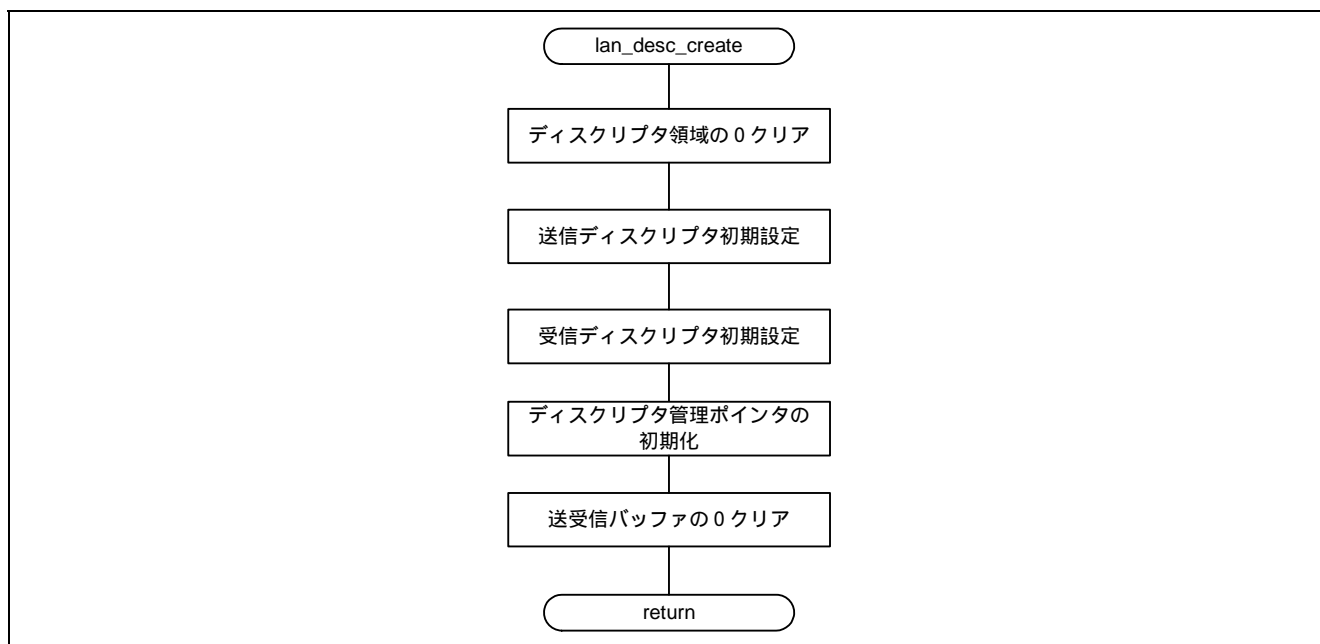 lan_desc_create
ディスクリプタ領域の 0 クリア
送信ディスクリプタ初期設定
受信ディスクリプタ初期設定
ディスクリプタ管理ポインタの
初期化
送受信バッファの 0 クリア
return